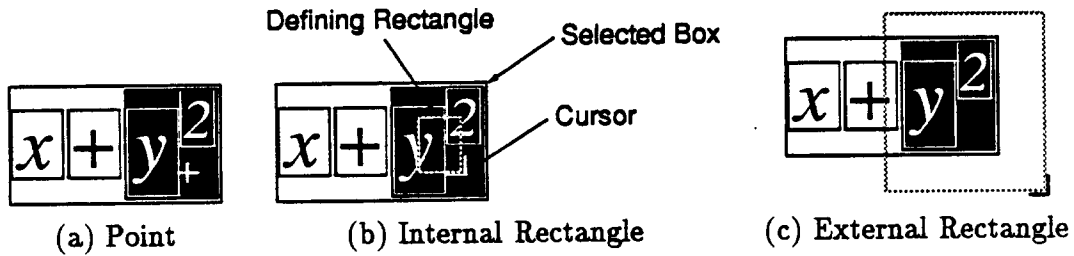 Defining Rectangle
Selected Box
Cursor
x + y 2 +
x + y 2
x + y 2
(a) Point
(b) Internal Rectangle
(c) External Rectangle